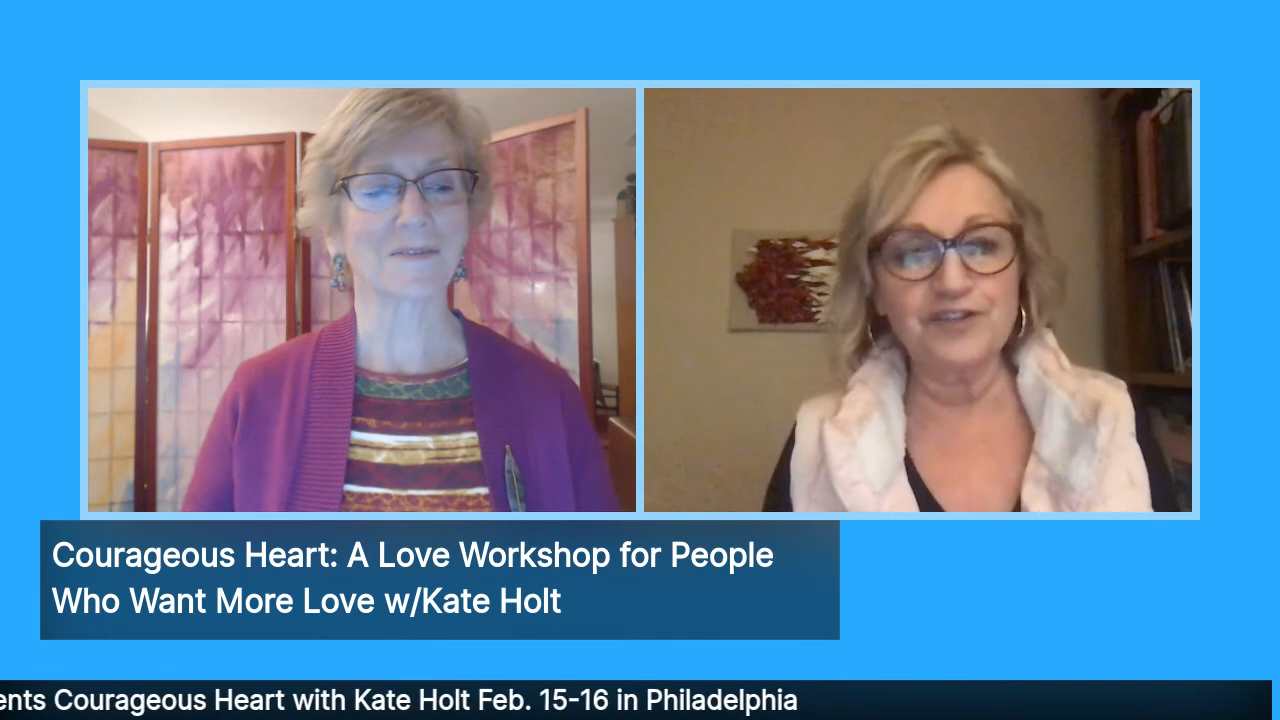 Courageous Heart: A Love Workshop for People
Who Want More Love w/Kate Holt
ents Courageous Heart with Kate Holt Feb. 15-16 in Philadelphia